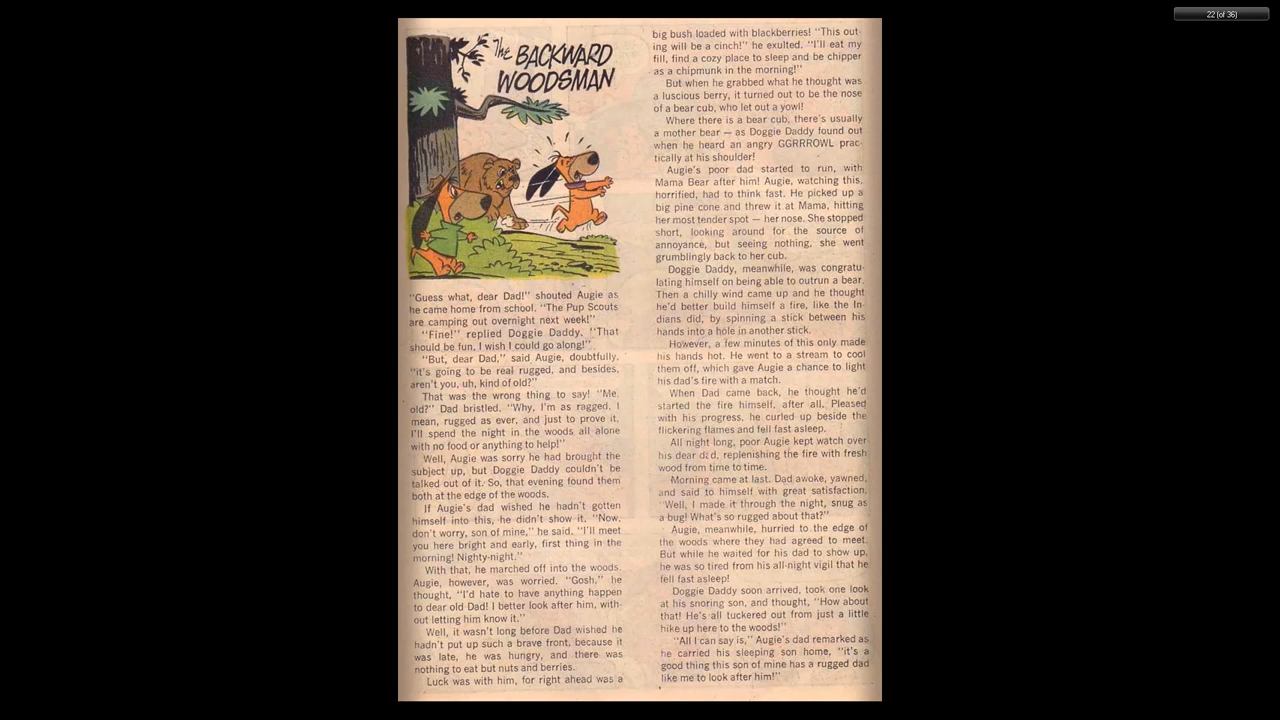 22 (of 36)
The BACKWARD
WOODSMAN
"Guess what, dear Dad!" shouted Augie as
he came home from school. "The Pup Scouts
are camping out overnight next week!"
"Fine!" replied Doggie Daddy. "That
should be fun, I wish I could go along!"
"But, dear Dad," said Augie, doubtfully,
"it's going to be real rugged, and besides,
aren't you, uh, kind of old?"
That was the wrong thing to say! "Me,
old?" Dad bristled. "Why, I'm as ragged, I
mean, rugged as ever, and just to prove it,
I'll spend the night in the woods all alone
with no food or anything to help!"
Well, Augie was sorry he had brought the
subject up, but Doggie Daddy couldn't be
talked out of it. So, that evening found them
both at the edge of the woods.
If Augie's dad wished he hadn't gotten
himself into this, he didn't show it. "Now,
don't worry, son of mine," he said. "I'll meet
you here bright and early, first thing in the
morning! Nighty-night."
With that, he marched off into the woods.
Augie, however, was worried. "Gosh," he
thought, "I'd hate to have anything happen
to dear old Dad! I better look after him, with-
out letting him know it."
Well, it wasn't long before Dad wished he
hadn't put up such a brave front, because it
was late, he was hungry, and there was
nothing to eat but nuts and berries.
Luck was with him, for right ahead was a
big bush loaded with blackberries! "This out-
ing will be a cinch!" he exulted. "I'll eat my
fill, find a cozy place to sleep and be chipper
as a chipmunk in the morning!"
But when he grabbed what he thought was
a luscious berry, it turned out to be the nose
of a bear cub, who let out a yowl!
Where there is a bear cub, there's usually
a mother bear — as Doggie Daddy found out
when he heard an angry GGRRROWL prac-
tically at his shoulder!
Augie's poor dad started to run, with
Mama Bear after him! Augie, watching this,
horrified, had to think fast. He picked up a
big pine cone and threw it at Mama, hitting
her most tender spot — her nose. She stopped
short, looking around for the source of
annoyance, but seeing nothing, she went
grumblingly back to her cub.
Doggie Daddy, meanwhile, was congratu-
lating himself on being able to outrun a bear.
Then a chilly wind came up and he thought
he'd better build himself a fire, like the In-
dians did, by spinning a stick between his
hands into a hole in another stick.
However, a few minutes of this only made
his hands hot. He went to a stream to cool
them off, which gave Augie a chance to light
his dad's fire with a match.
When Dad came back, he thought he'd
started the fire himself, after all. Pleased
with his progress, he curled up beside the
flickering flames and fell fast asleep.
All night long, poor Augie kept watch over
his dear dad, replenishing the fire with fresh
wood from time to time.
Morning came at last. Dad awoke, yawned,
and said to himself with great satisfaction,
"Well, I made it through the night, snug as
a bug! What's so rugged about that?"
Augie, meanwhile, hurried to the edge of
the woods where they had agreed to meet.
But while he waited for his dad to show up,
he was so tired from his all-night vigil that he
fell fast asleep!
Doggie Daddy soon arrived, took one look
at his snoring son, and thought, "How about
that! He's all tuckered out from just a little
hike up here to the woods!"
"All I can say is," Augie's dad remarked as
he carried his sleeping son home, "it's a
good thing this son of mine has a rugged dad
like me to look after him!"